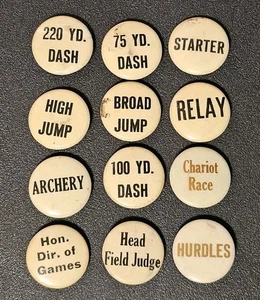 220 YD.
DASH
75 YD.
DASH
STARTER
HIGH
JUMP
BROAD
JUMP
RELAY
ARCHERY
100 YD.
DASH
Chariot
Race
Hon.
Dir. of
Games
Head
Field Judge
HURDLES